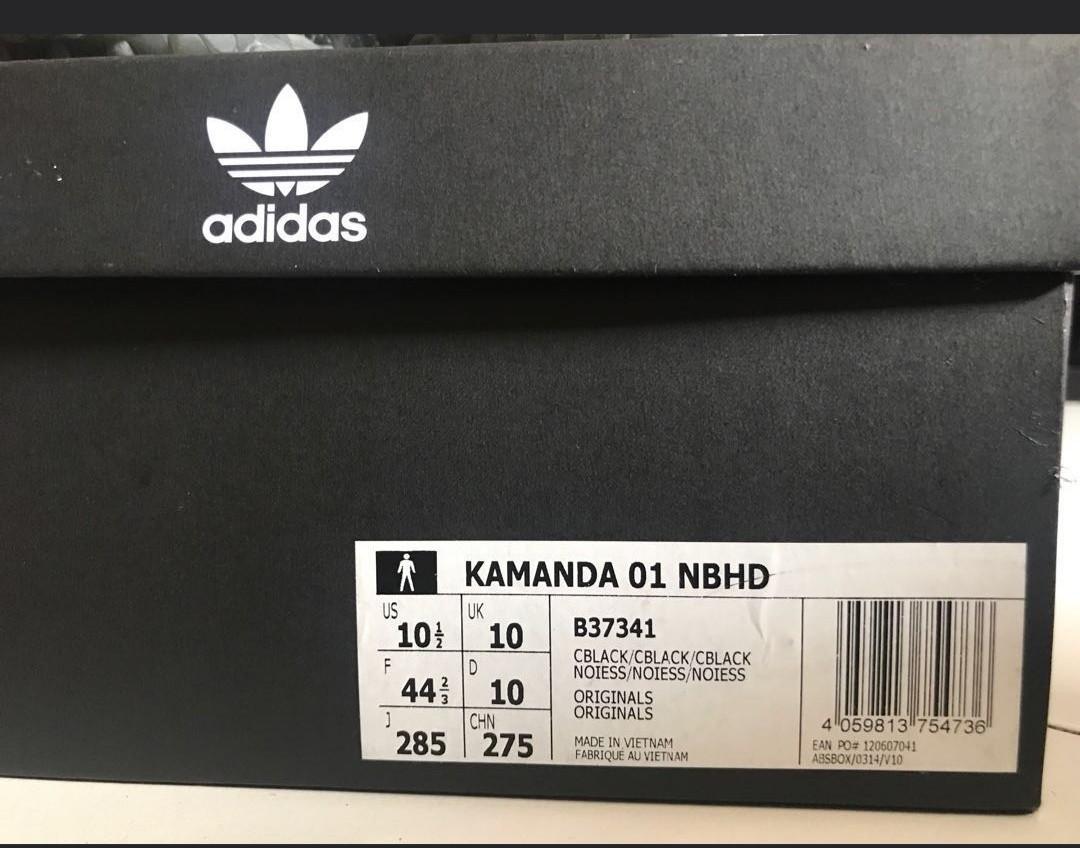 adidas
KAMANDA 01 NBHD
US
10½
UK
10
F
44⅔
D
10
J
285
CHN
275
B37341
CBLACK/CBLACK/CBLACK
NOIESS/NOIESS/NOIESS
ORIGINALS
ORIGINALS
MADE IN VIETNAM
FABRIQUE AU VIETNAM
4 059813 754736
EAN PO# 120607041
ABSBOX/0314/V10